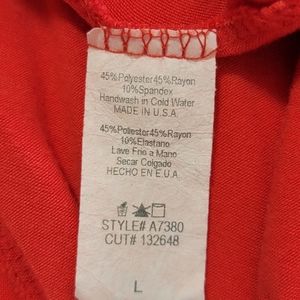 45%Polyester45%Rayon
10%Spandex
Handwash in Cold Water
MADE IN U.S.A.
45%Poliester45%Rayon
10%Elastano
Lave Frio a Mano
Secar Colgado
HECHO EN E.U.A.
STYLE# A7380
CUT# 132648
L